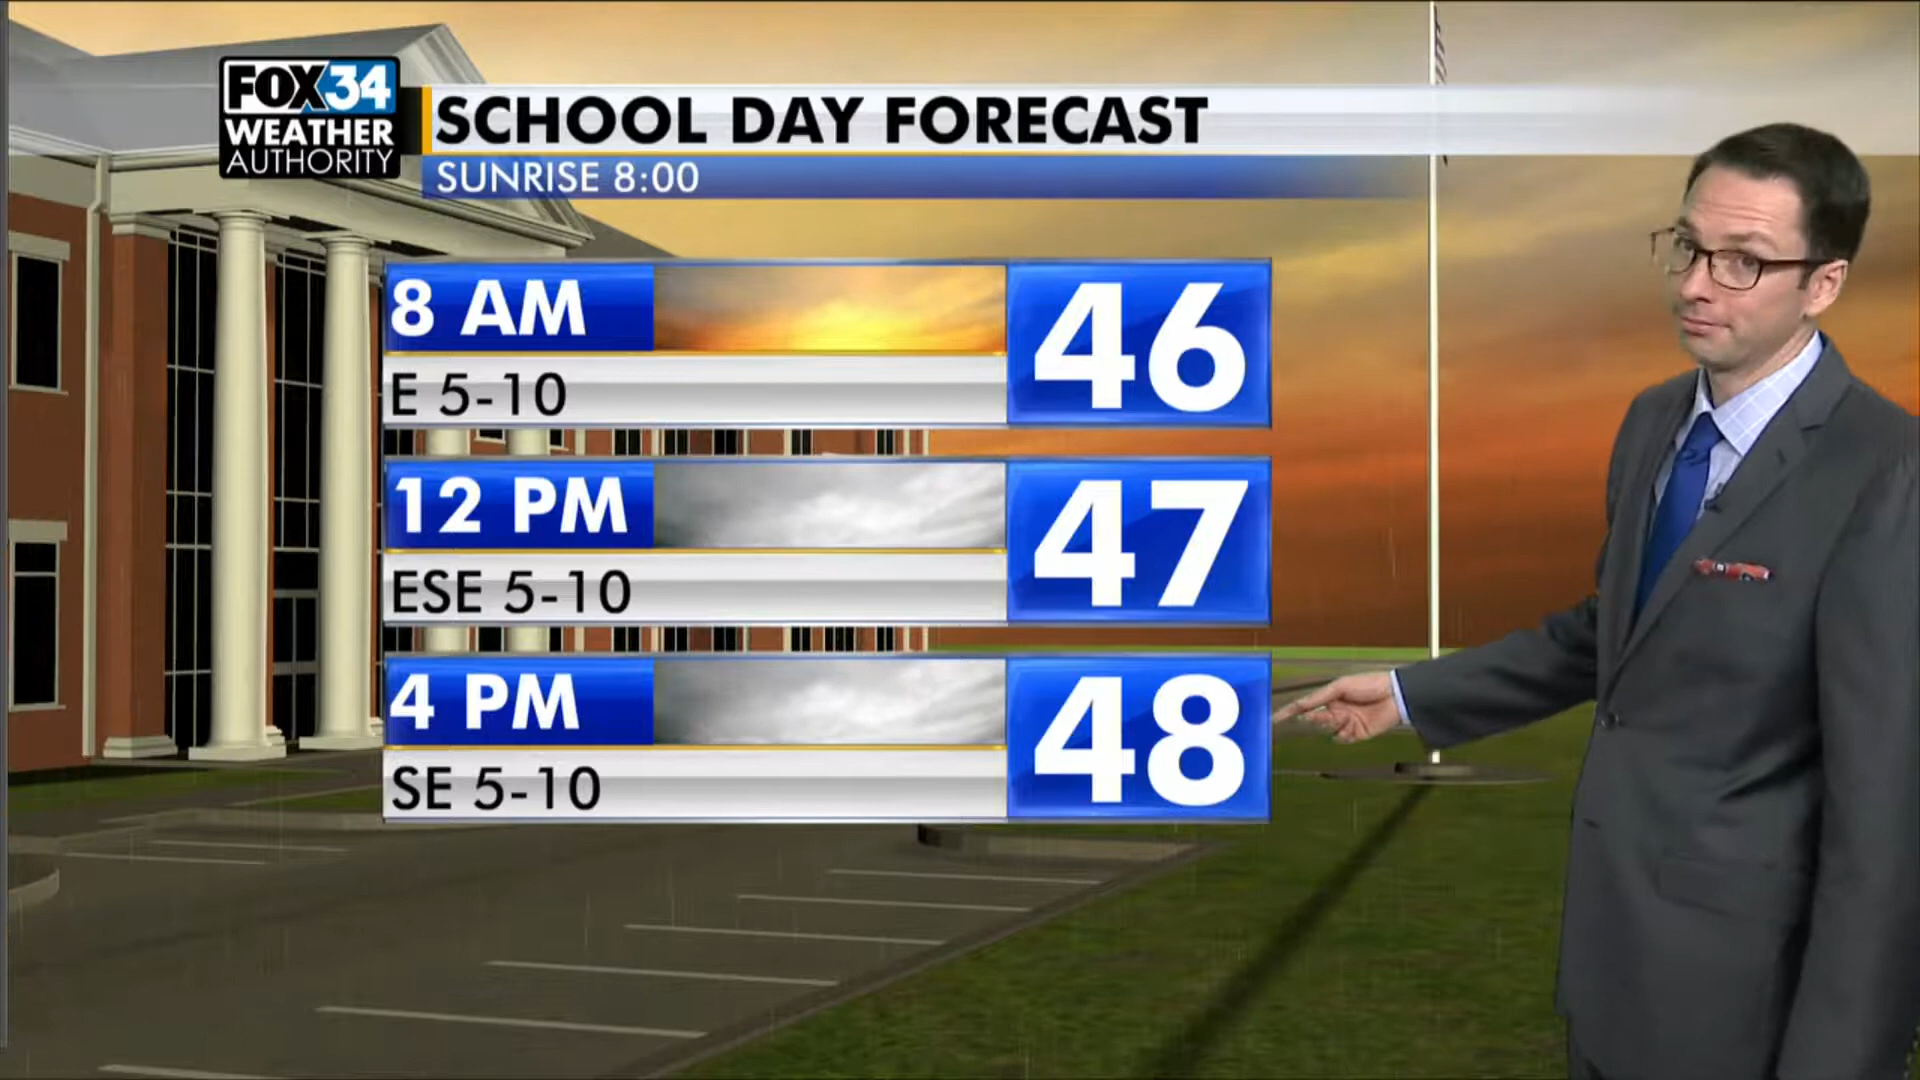 FOX34
WEATHER
AUTHORITY
SCHOOL DAY FORECAST
SUNRISE 8:00
8 AM
46
E 5-10
12 PM
47
ESE 5-10
4 PM
48
SE 5-10